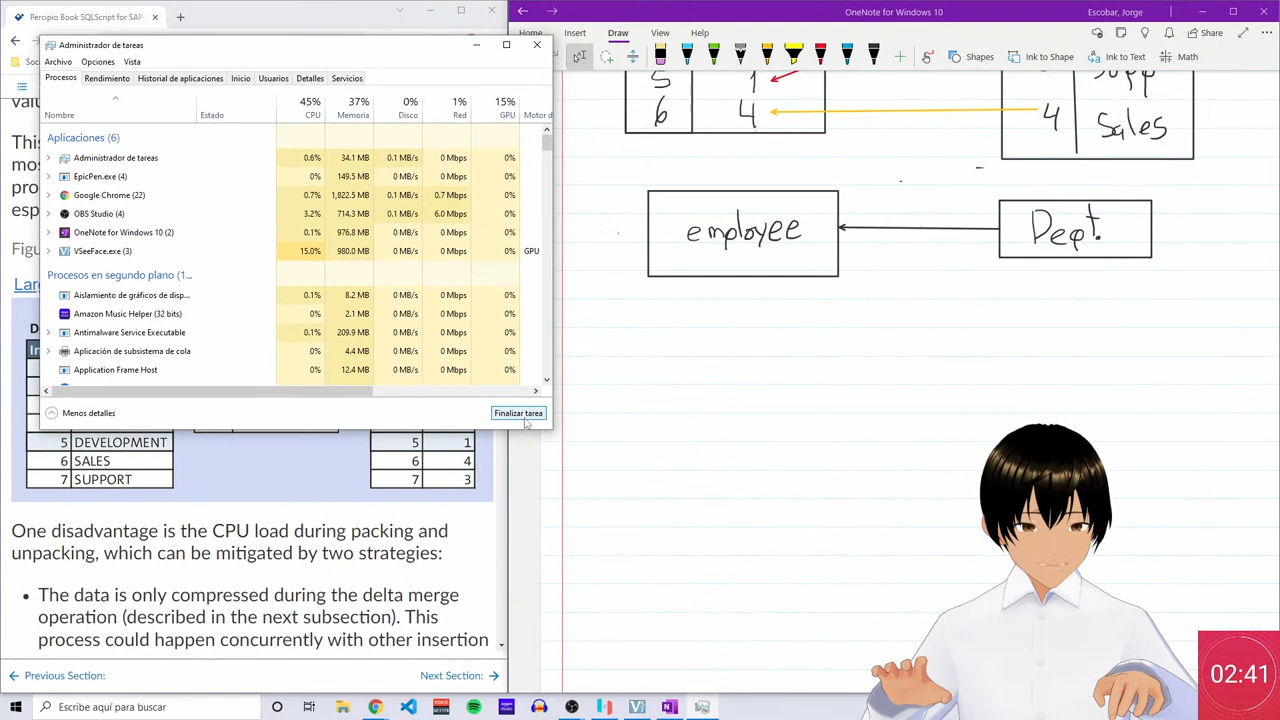 Percipio Book SQLScript for SAP
OneNote for Windows 10
Escobar, Jorge
Insert Draw View Help
Share
Shapes
Ink to Shape
Ink to Text
Math
Administrador de tareas
Archivo Opciones Vista
Procesos Rendimiento Historial de aplicaciones Inicio Usuarios Detalles Servicios
45% 37% 0% 1% 15%
Nombre Estado CPU Memoria Disco Red GPU Motor d
Aplicaciones (6)
Administrador de tareas 0.6% 34.1 MB 0.1 MB/s 0 Mbps 0%
EpicPen.exe (4) 0% 149.5 MB 0 MB/s 0 Mbps 0%
Google Chrome (22) 0.7% 1,822.5 MB 0.1 MB/s 0.7 Mbps 0%
OBS Studio (4) 3.2% 714.3 MB 0.1 MB/s 6.0 Mbps 0%
OneNote for Windows 10 (2) 0.1% 976.8 MB 0 MB/s 0 Mbps 0%
VSeeFace.exe (3) 15.0% 980.0 MB 0 MB/s 0 Mbps 0% GPU
Procesos en segundo plano (1...
Aislamiento de gráficos de disp... 0.1% 8.2 MB 0 MB/s 0 Mbps 0%
Amazon Music Helper (32 bits) 0% 2.1 MB 0 MB/s 0 Mbps 0%
Antimalware Service Executable 0.1% 209.9 MB 0 MB/s 0 Mbps 0%
Aplicación de subsistema de cola 0% 4.4 MB 0 MB/s 0 Mbps 0%
Application Frame Host 0% 12.4 MB 0 MB/s 0 Mbps 0%
Menos detalles
Finalizar tarea
5 DEVELOPMENT 5 1
6 SALES 6 4
7 SUPPORT 7 3
One disadvantage is the CPU load during packing and
unpacking, which can be mitigated by two strategies:
• The data is only compressed during the delta merge
operation (described in the next subsection). This
process could happen concurrently with other insertion
Previous Section:
Next Section:
5 1 Supp
6 4 4 Sales
employee
Dept.
02:41
Escribe aquí para buscar